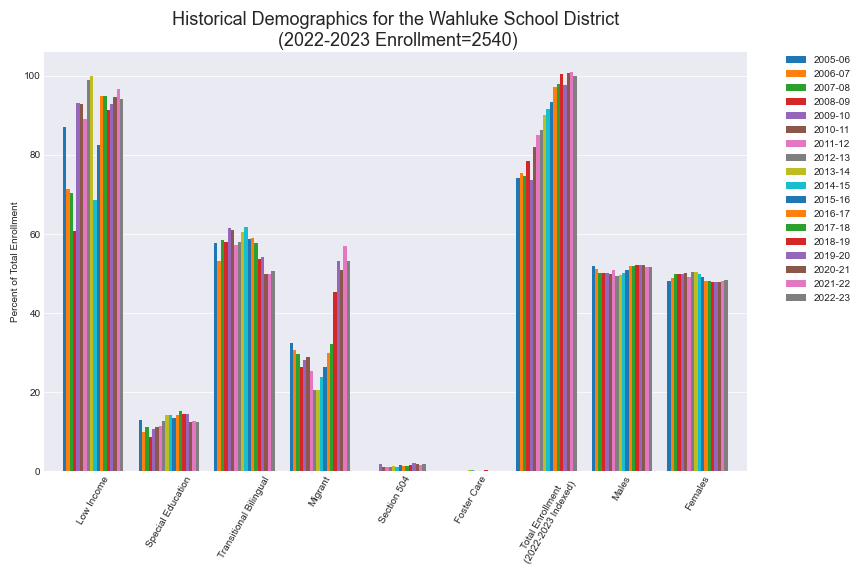 Historical Demographics for the Wahluke School District
(2022-2023 Enrollment=2540)
Percent of Total Enrollment
100
80
60
40
20
0
Low Income
Special Education
Transitional Bilingual
Migrant
Section 504
Foster Care
Total Enrollment
(2022-2023 Indexed)
Males
Females
2005-06
2006-07
2007-08
2008-09
2009-10
2010-11
2011-12
2012-13
2013-14
2014-15
2015-16
2016-17
2017-18
2018-19
2019-20
2020-21
2021-22
2022-23